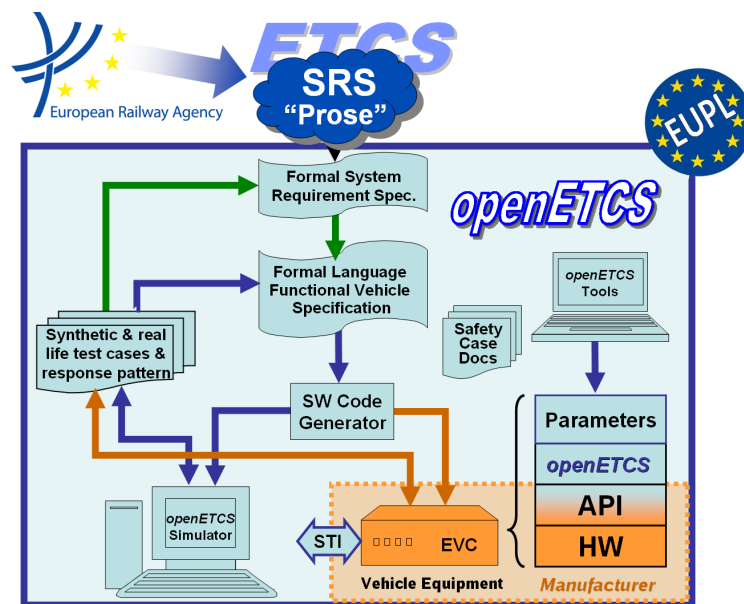 ETCS
SRS
“Prose”
European Railway Agency
EUPL
Formal System
Requirement Spec.
openETCS
Formal Language
Functional Vehicle
Specification
openETCS
Tools
Synthetic & real
life test cases &
response pattern
Safety
Case
Docs
SW Code
Generator
Parameters
openETCS
API
HW
openETCS
Simulator
STI
EVC
Vehicle Equipment
Manufacturer